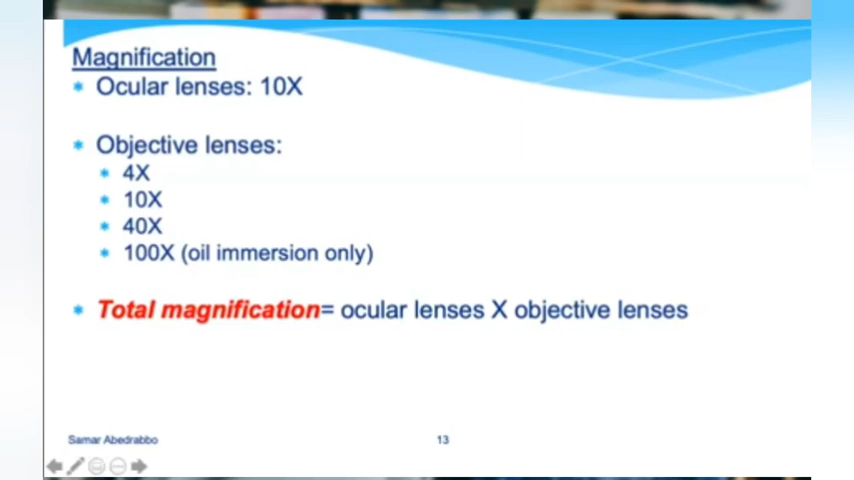 Magnification
Ocular lenses: 10X
Objective lenses:
4X
10X
40X
100X (oil immersion only)
Total magnification= ocular lenses X objective lenses
Samar Abedrabbo
13